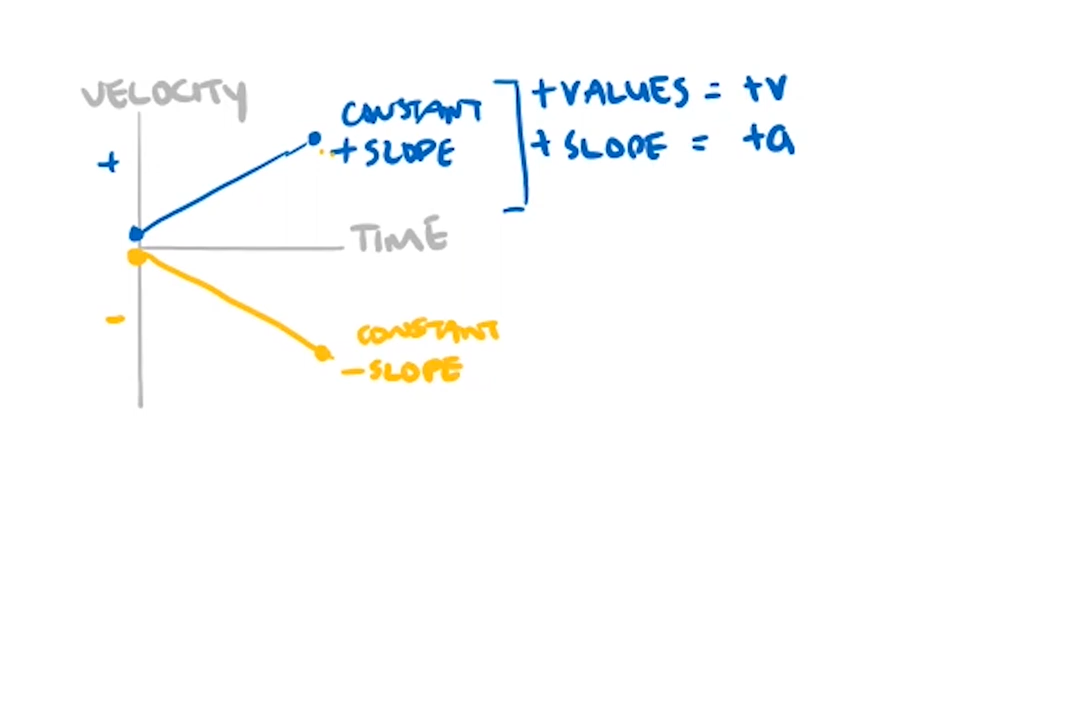 VELOCITY
+
CONSTANT
+ SLOPE
+VALUES = +V
+ SLOPE = +a
TIME
-
CONSTANT
- SLOPE